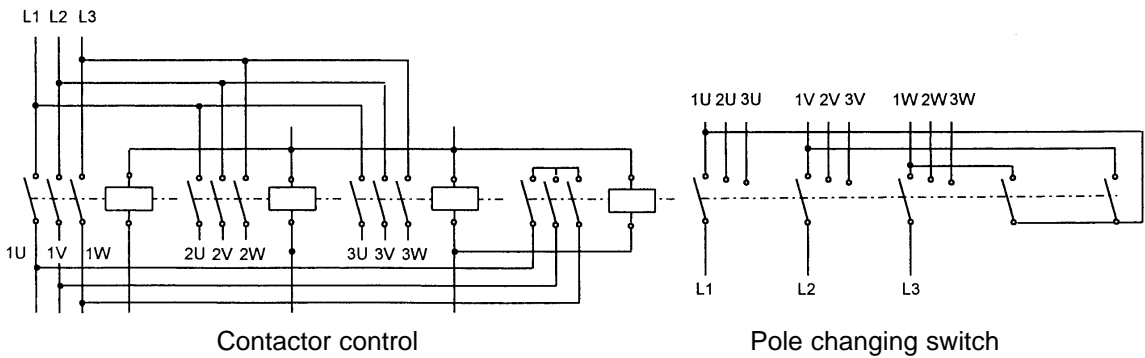 L1 L2 L3
1U 2U 3U 1V 2V 3V 1W 2W 3W
1U 1V 1W 2U 2V 2W 3U 3V 3W
L1 L2 L3
Contactor control Pole changing switch